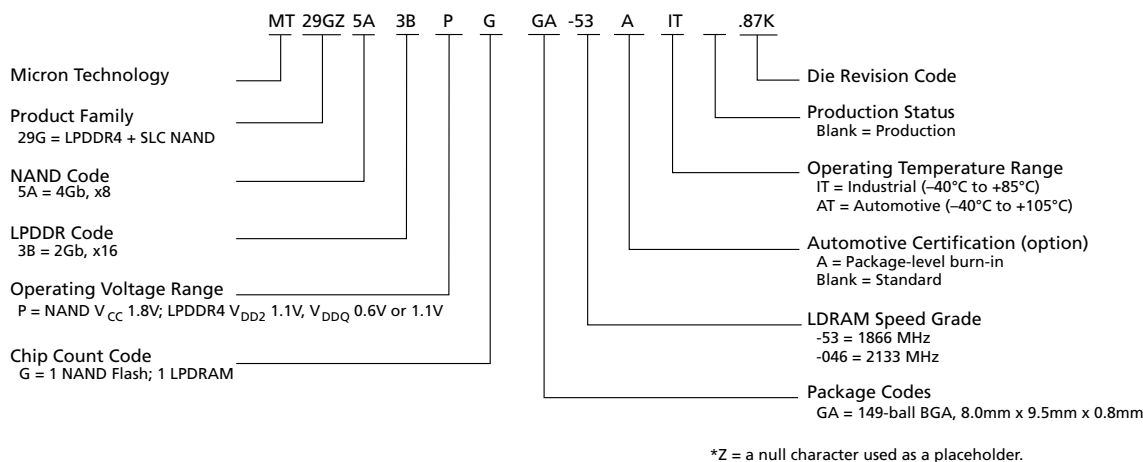 MT 29GZ 5A 3B P G GA -53 A IT .87K
Micron Technology
Product Family
29G = LPDDR4 + SLC NAND
NAND Code
5A = 4Gb, x8
LPDDR Code
3B = 2Gb, x16
Operating Voltage Range
P = NAND VCC 1.8V; LPDDR4 VDD2 1.1V, VDDQ 0.6V or 1.1V
Chip Count Code
G = 1 NAND Flash; 1 LPDRAM
Die Revision Code
Production Status
Blank = Production
Operating Temperature Range
IT = Industrial (–40°C to +85°C)
AT = Automotive (–40°C to +105°C)
Automotive Certification (option)
A = Package-level burn-in
Blank = Standard
LDRAM Speed Grade
-53 = 1866 MHz
-046 = 2133 MHz
Package Codes
GA = 149-ball BGA, 8.0mm x 9.5mm x 0.8mm
*Z = a null character used as a placeholder.